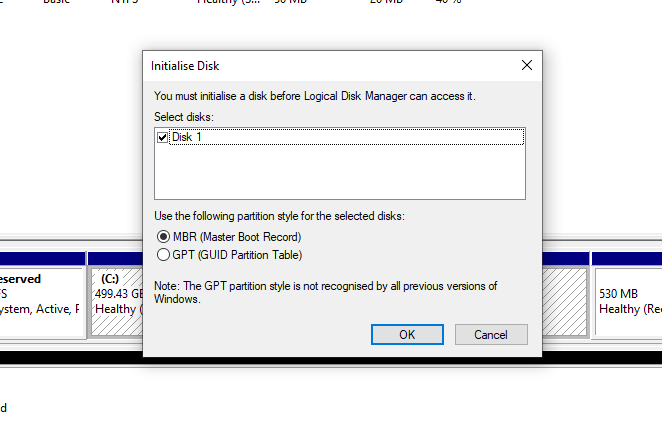 Basic NTFS Healthy (S... 50 MB 20 MB 40 %
Initialise Disk
You must initialise a disk before Logical Disk Manager can access it.
Select disks:
Disk 1
Use the following partition style for the selected disks:
MBR (Master Boot Record)
GPT (GUID Partition Table)
Note: The GPT partition style is not recognised by all previous versions of
Windows.
OK Cancel
eserved
FS
ystem, Active, P
(C:)
499.43 GB
Healthy (
530 MB
Healthy (Rec
d